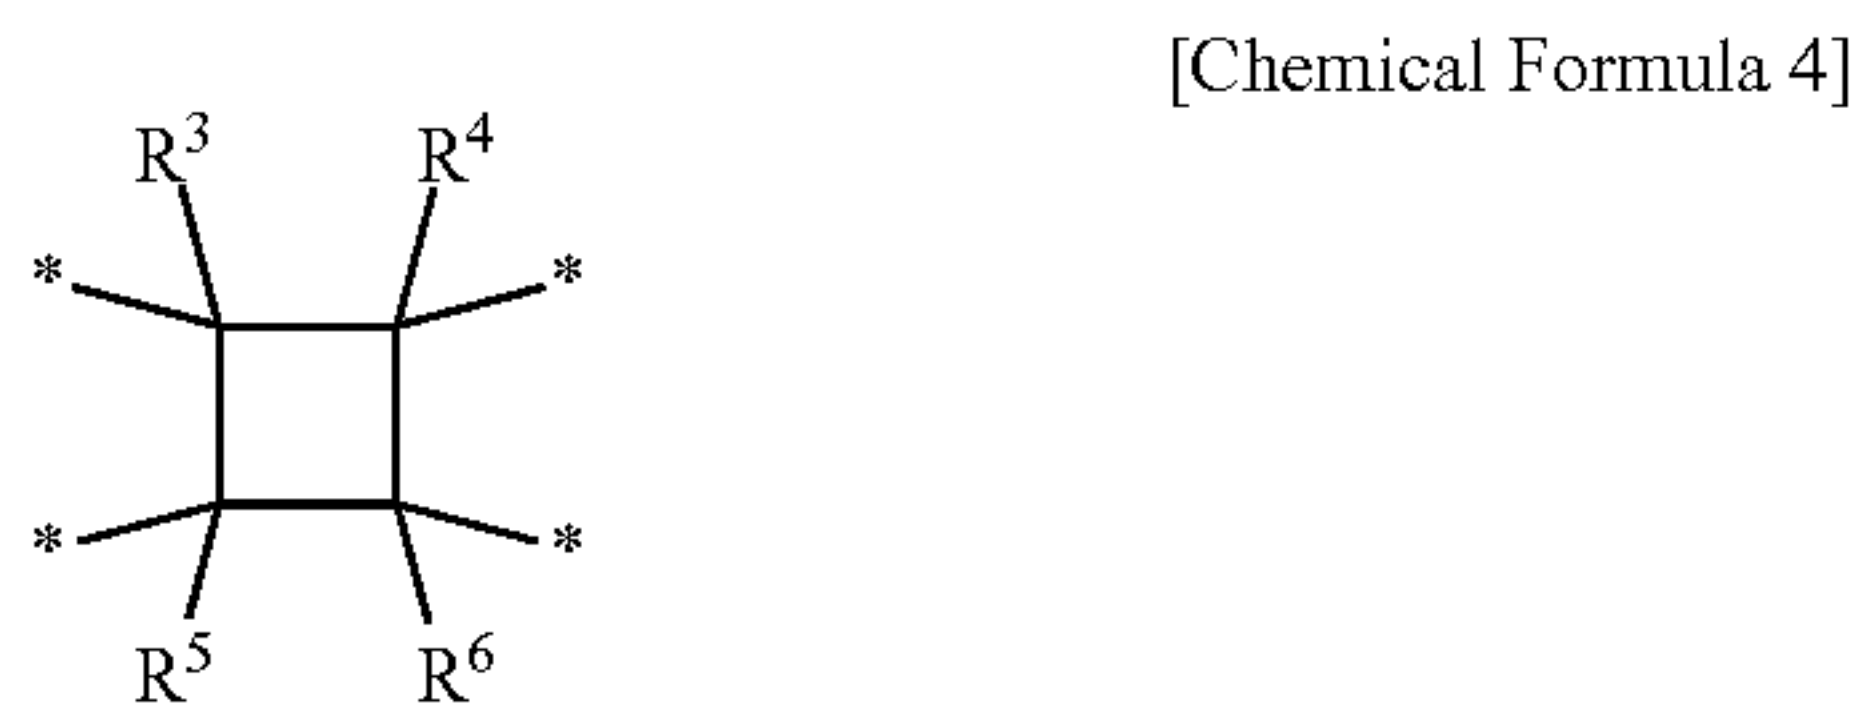 [Chemical Formula 4]
R³ R⁴
* *
* *
R⁵ R⁶